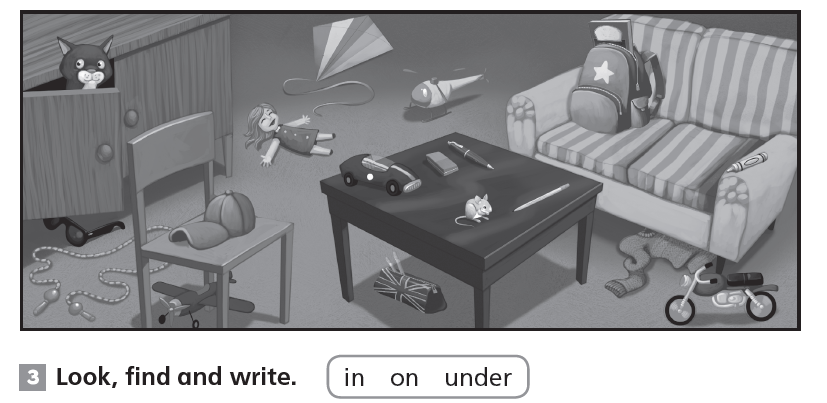 3 Look, find and write. in on under